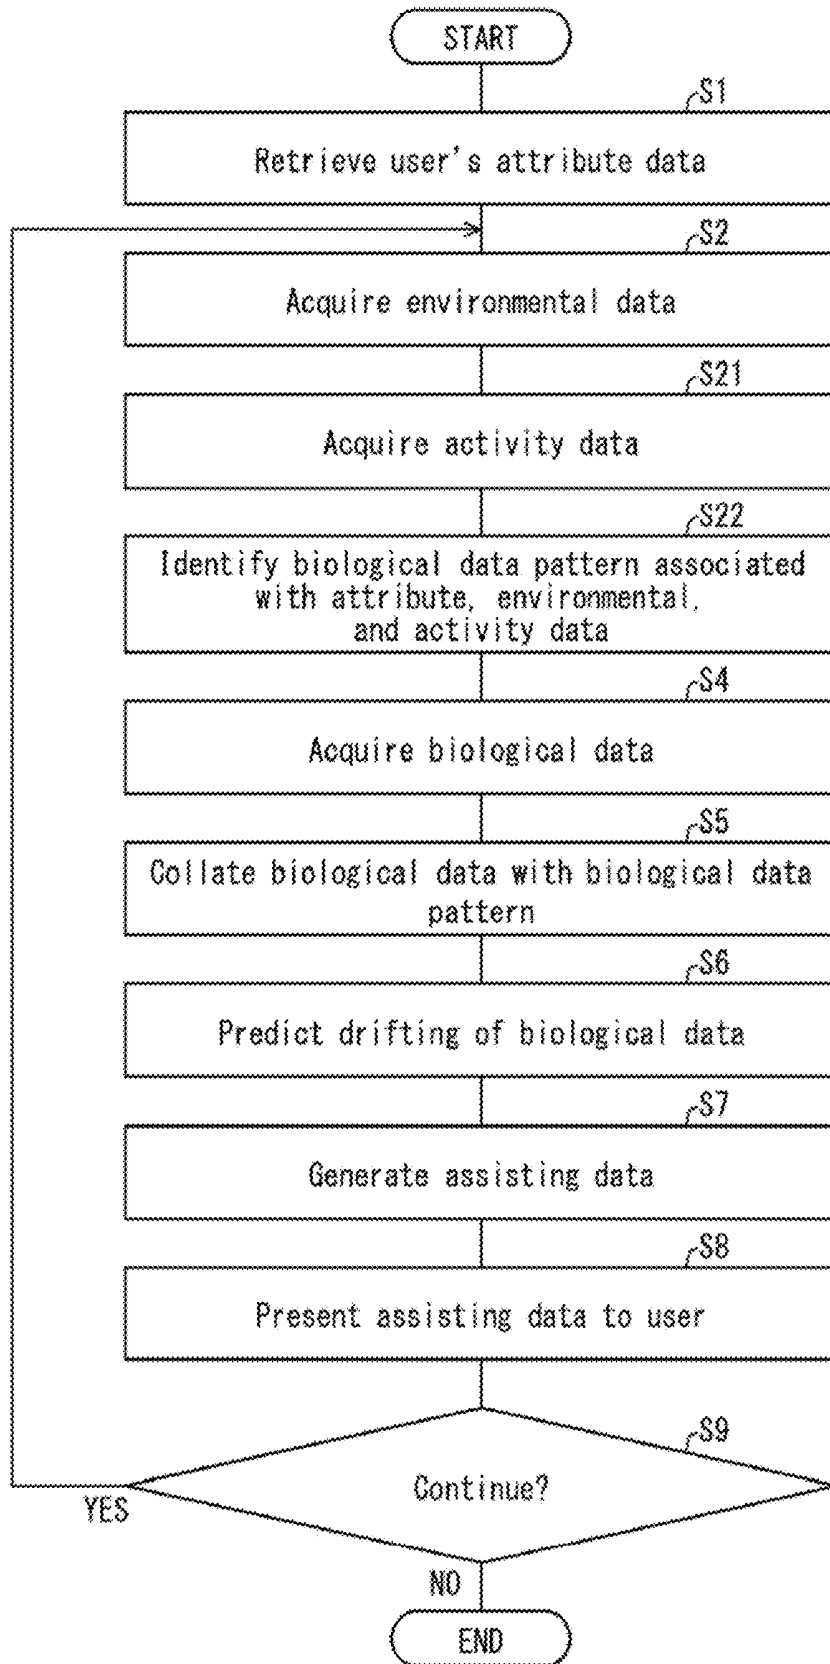 START
S1
Retrieve user's attribute data
S2
Acquire environmental data
S21
Acquire activity data
S22
Identify biological data pattern associated
with attribute, environmental,
and activity data
S4
Acquire biological data
S5
Collate biological data with biological data
pattern
S6
Predict drifting of biological data
S7
Generate assisting data
S8
Present assisting data to user
S9
Continue?
YES
NO
END